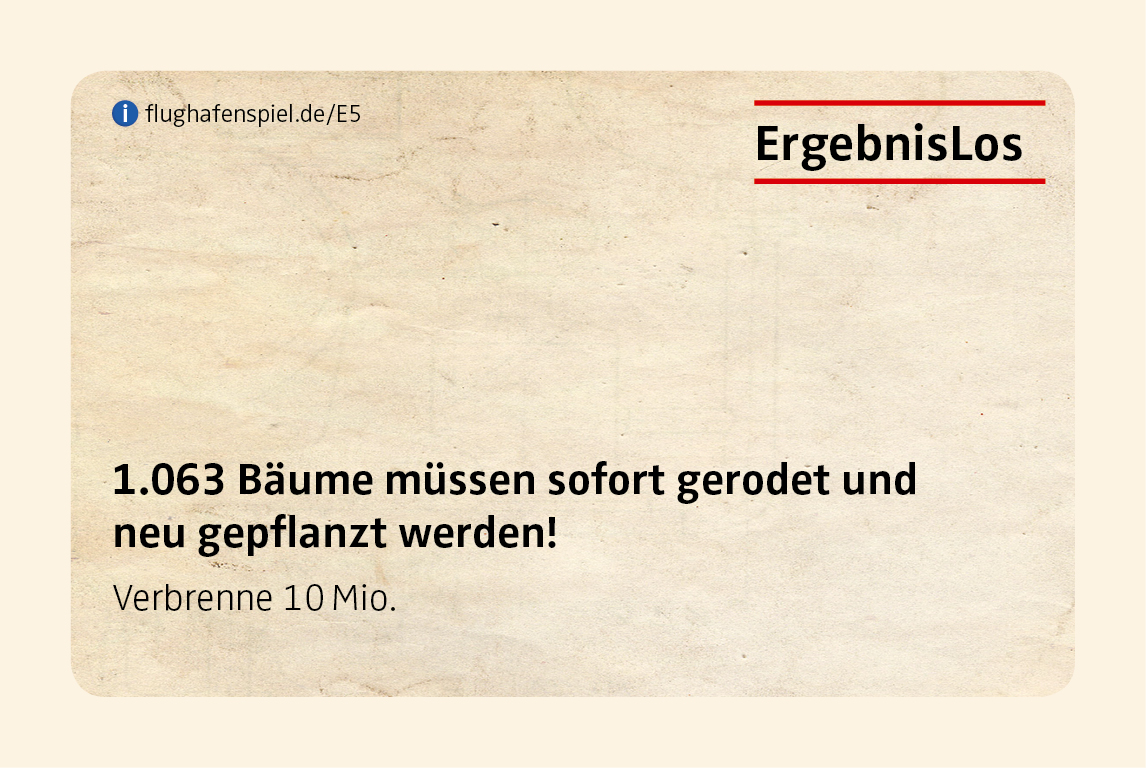 i flughafenspiel.de/E5
ErgebnisLos
1.063 Bäume müssen sofort gerodet und
neu gepflanzt werden!
Verbrenne 10 Mio.